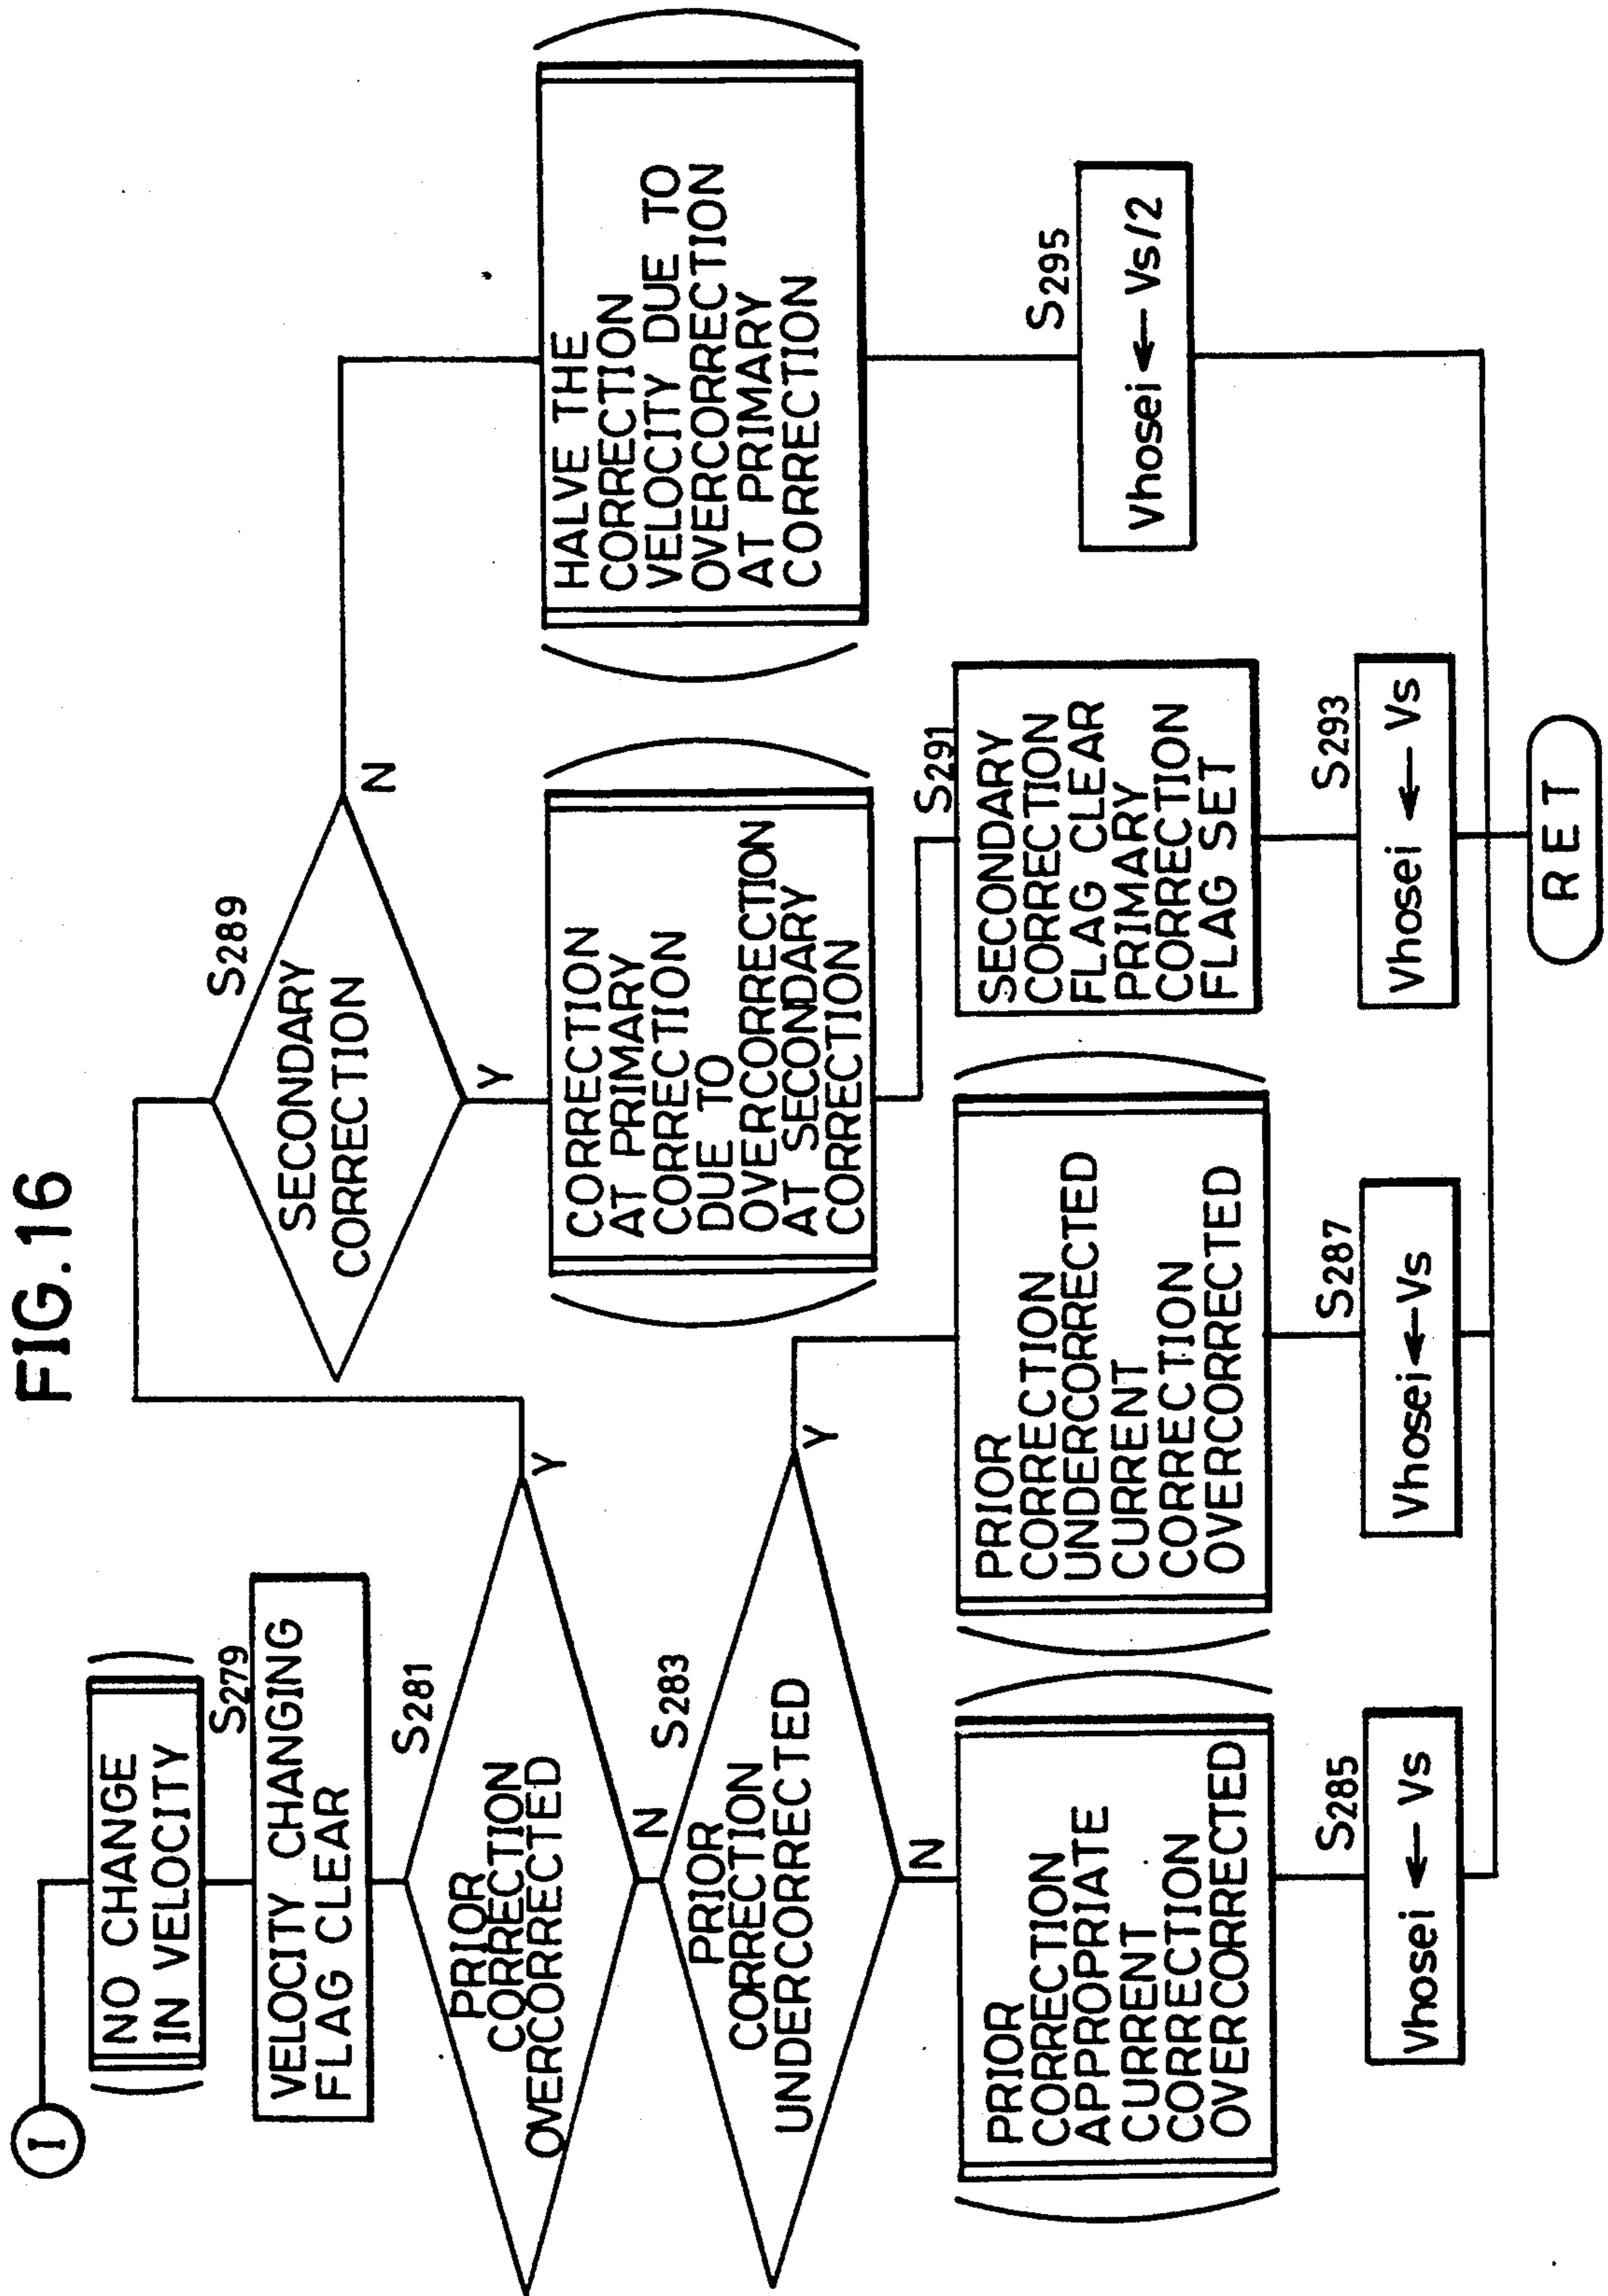 FIG.16
I
NO CHANGE
IN VELOCITY
S279
VELOCITY CHANGING
FLAG CLEAR
S281
PRIOR
CORRECTION
OVERCORRECTED
Y
N
S283
PRIOR
CORRECTION
UNDERCORRECTED
Y
N
PRIOR
CORRECTION
APPROPRIATE
CURRENT
CORRECTION
OVERCORRECTED
S285
Vhosei ← Vs
PRIOR
CORRECTION
UNDERCORRECTED
CURRENT
CORRECTION
OVERCORRECTED
S287
Vhosei ← Vs
S289
SECONDARY
CORRECTION
Y
N
CORRECTION
AT PRIMARY
CORRECTION
DUE TO
OVERCORRECTION
AT SECONDARY
CORRECTION
S291
SECONDARY
CORRECTION
FLAG CLEAR
PRIMARY
CORRECTION
FLAG SET
S293
Vhosei ← Vs
HALVE THE
CORRECTION
VELOCITY DUE TO
OVERCORRECTION
AT PRIMARY
CORRECTION
S295
Vhosei ← Vs/2
RET